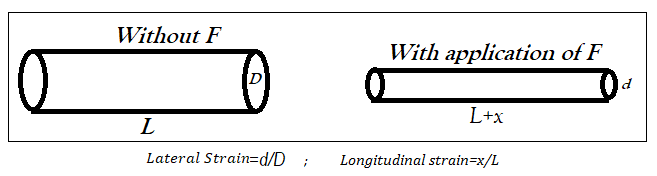 Without F
With application of F
D
d
L
L+x
Lateral Strain=d/D ; Longitudinal strain=x/L